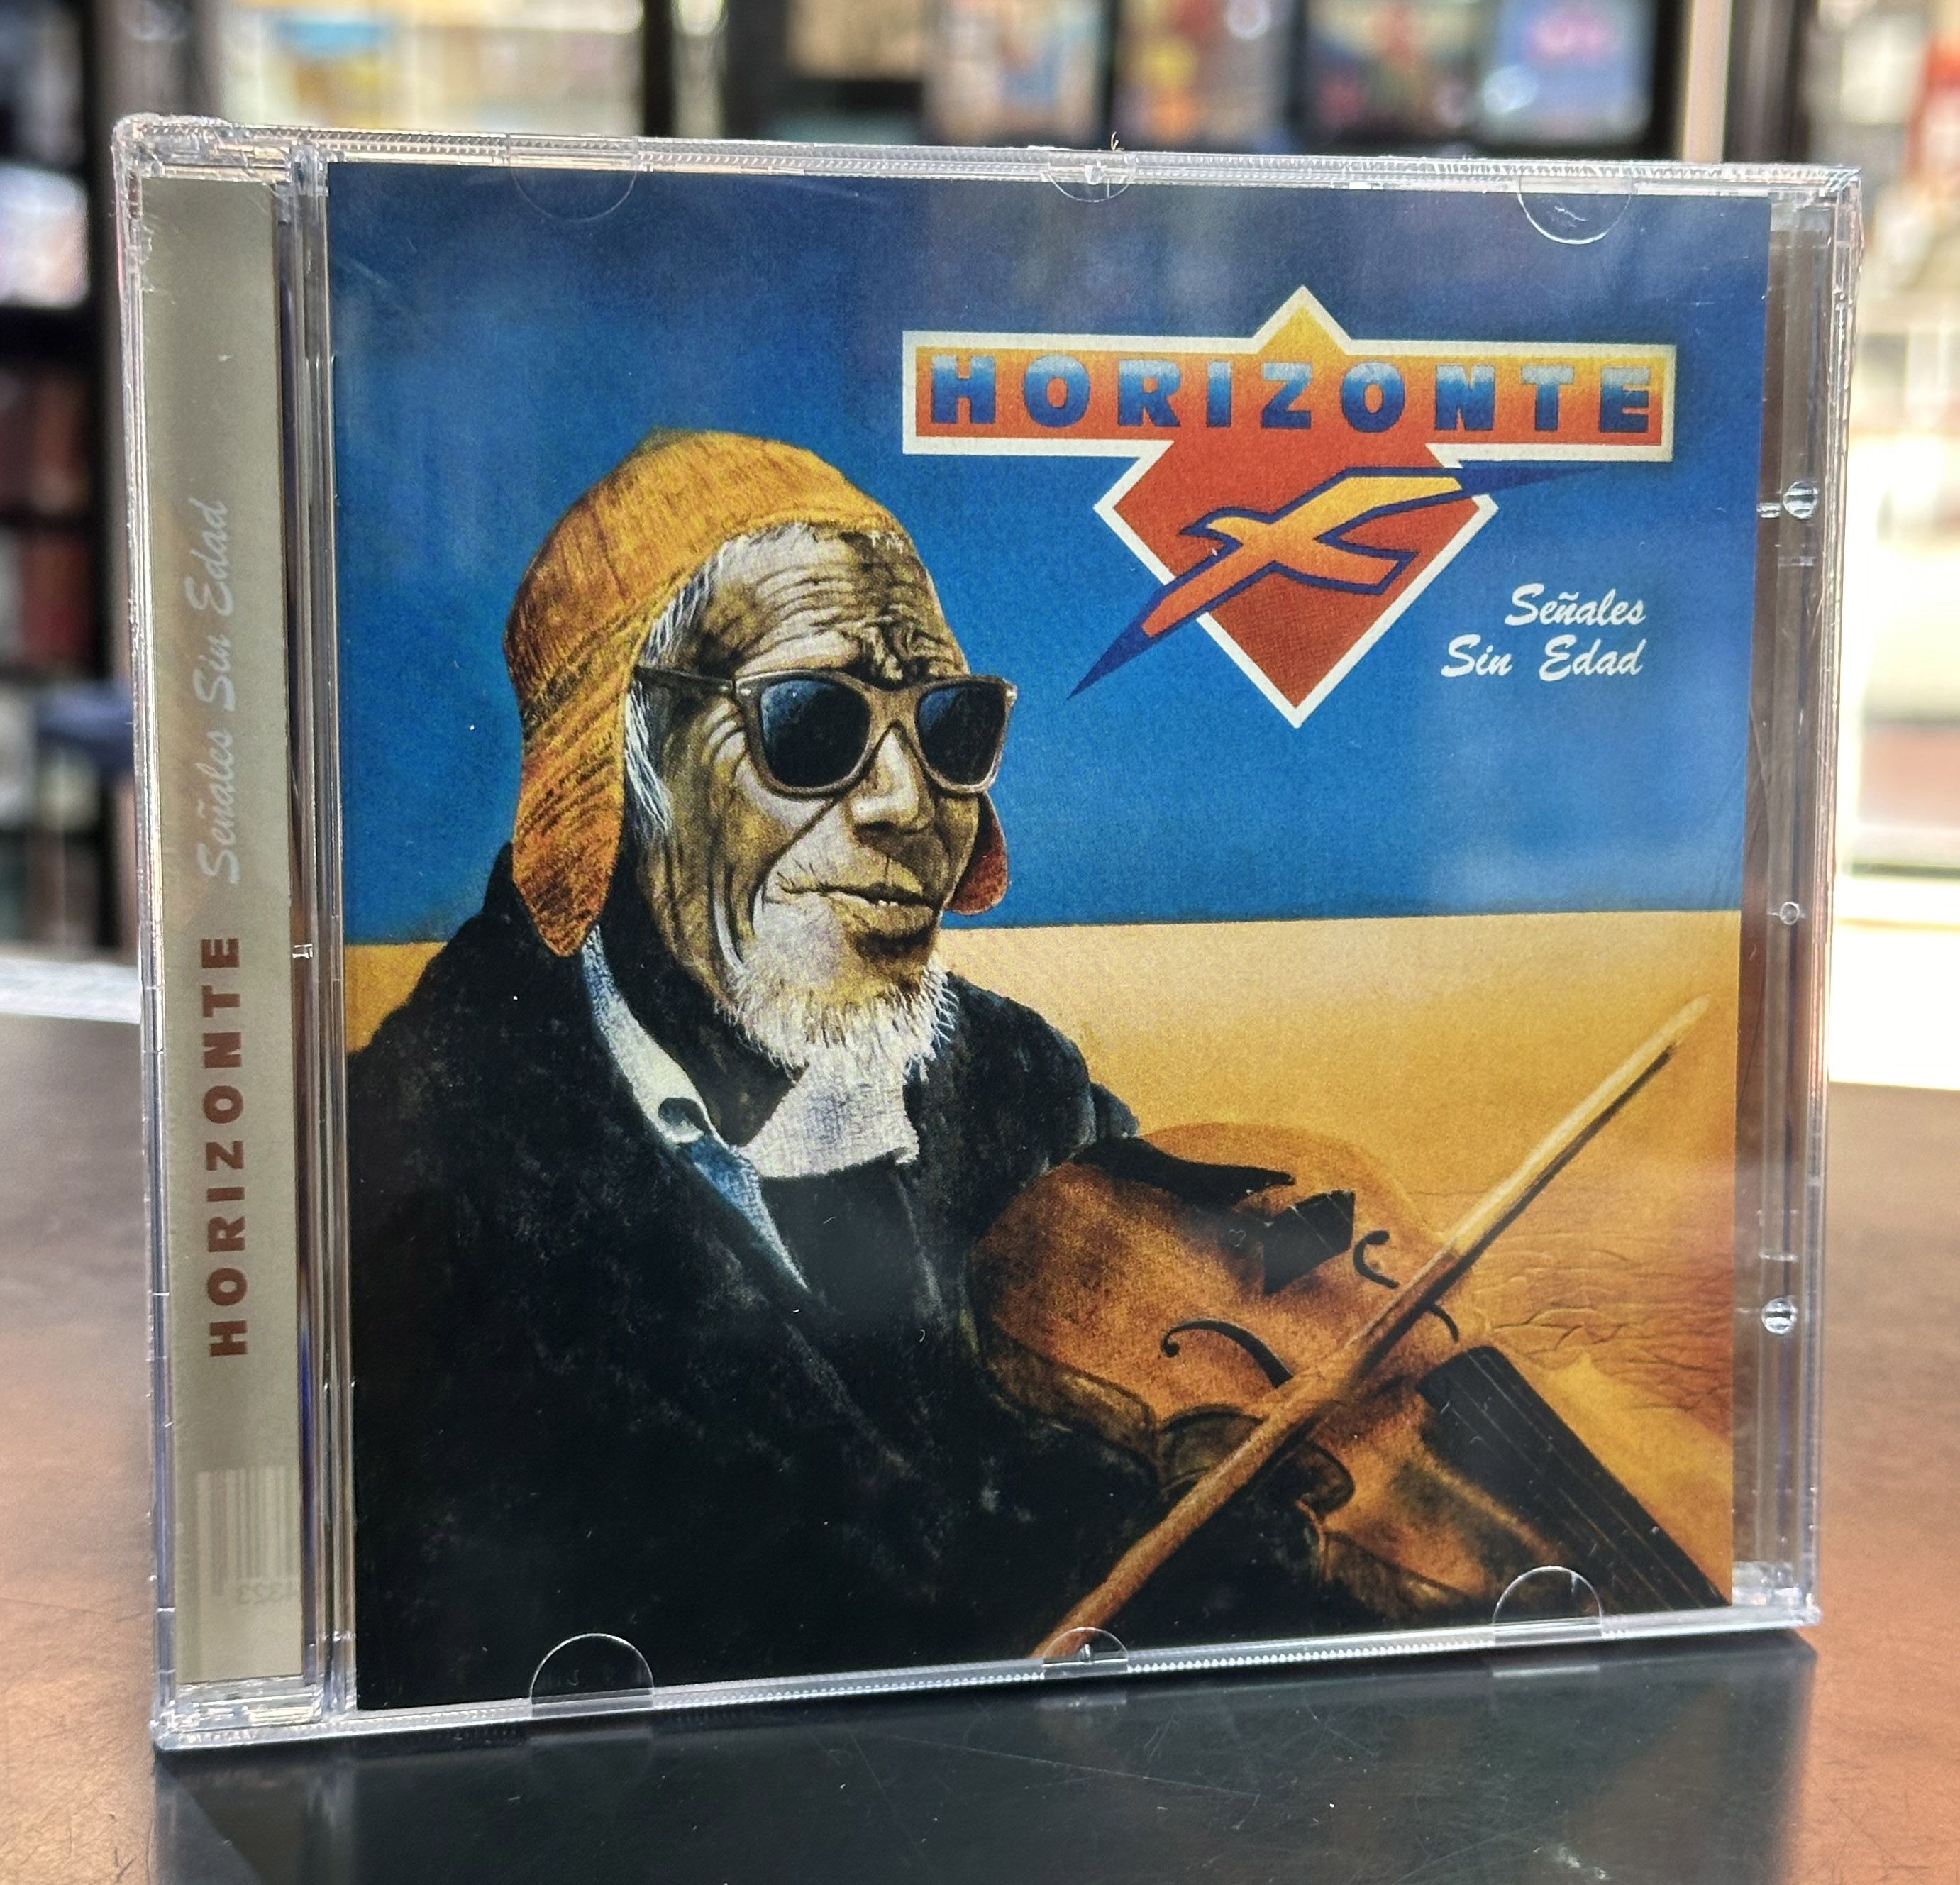 HORIZONTE
Señales
Sin Edad
HORIZONTE Señales Sin Edad